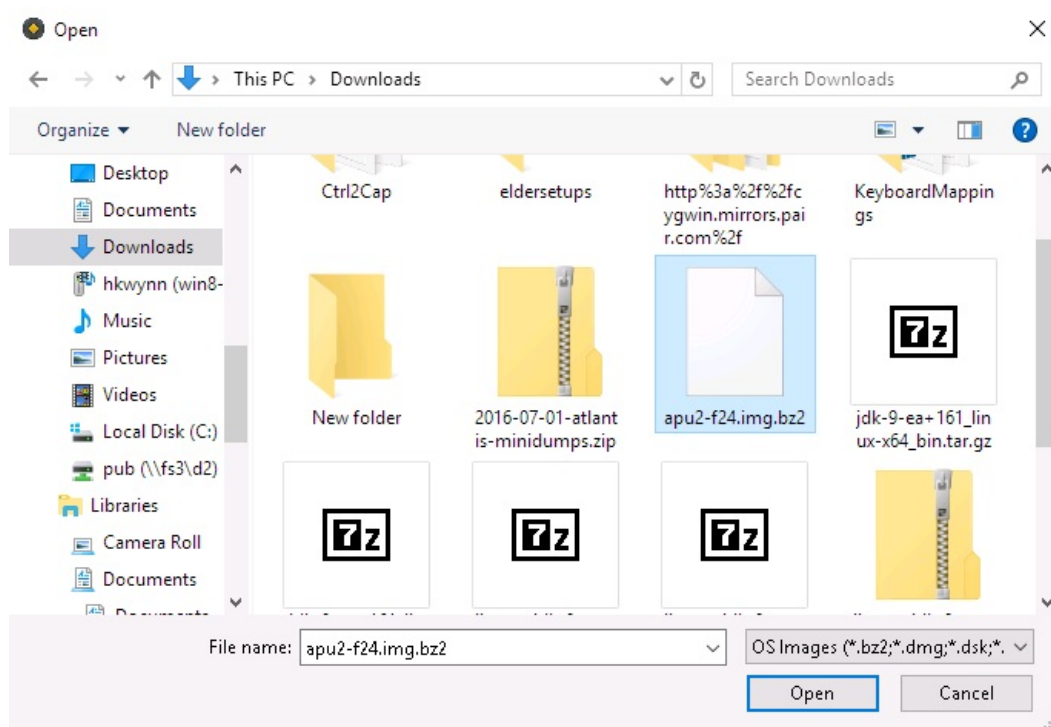 Open
This PC > Downloads
Search Downloads
Organize
New folder
Desktop
Documents
Downloads
hkwynn (win8-
Music
Pictures
Videos
Local Disk (C:)
pub (\\fs3\d2)
Libraries
Camera Roll
Documents
Documents
Ctrl2Cap
eldersetups
http%3a%2f%2fc
ygwin.mirrors.pai
r.com%2f
KeyboardMappin
gs
New folder
2016-07-01-atlant
is-minidumps.zip
apu2-f24.img.bz2
7z
jdk-9-ea+161_lin
ux-x64_bin.tar.gz
7z
7z
7z
File name:
apu2-f24.img.bz2
OS Images (*.bz2;*.dmg;*.dsk;*.
Open
Cancel